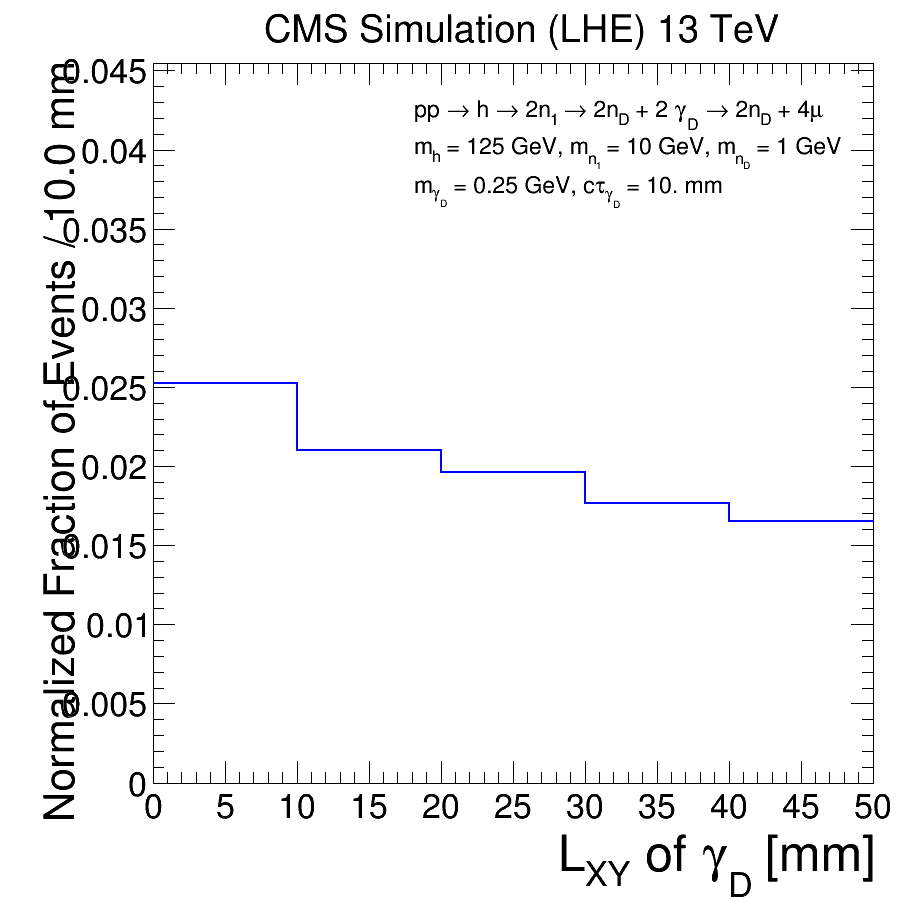 CMS Simulation (LHE) 13 TeV
pp → h → 2n₁ → 2n_D + 2 γ_D → 2n_D + 4μ
m_h = 125 GeV, m_n₁ = 10 GeV, m_n_D = 1 GeV
m_γ_D = 0.25 GeV, cτ_γ_D = 10. mm
Normalized Fraction of Events / 10.0 mm
0.045
0.04
0.035
0.03
0.025
0.02
0.015
0.01
0.005
0
0 5 10 15 20 25 30 35 40 45 50
L_XY of γ_D [mm]